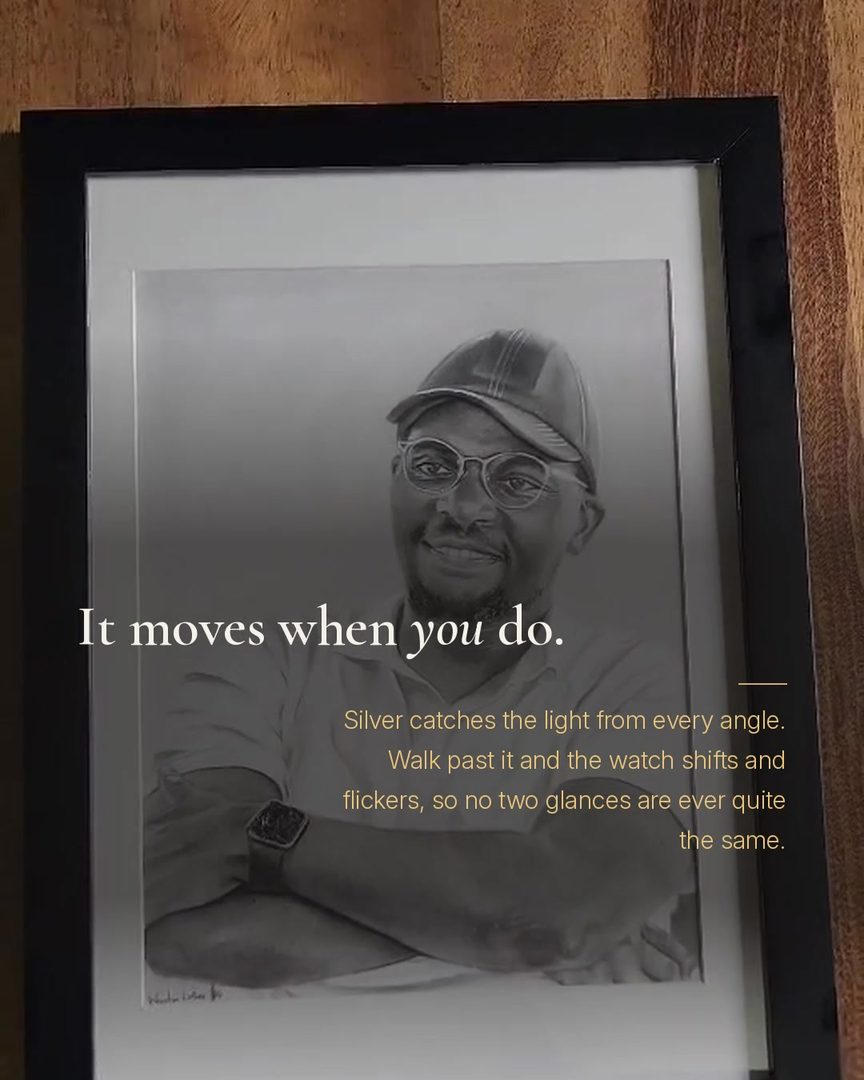 It moves when you do.
Silver catches the light from every angle.
Walk past it and the watch shifts and
flickers, so no two glances are ever quite
the same.